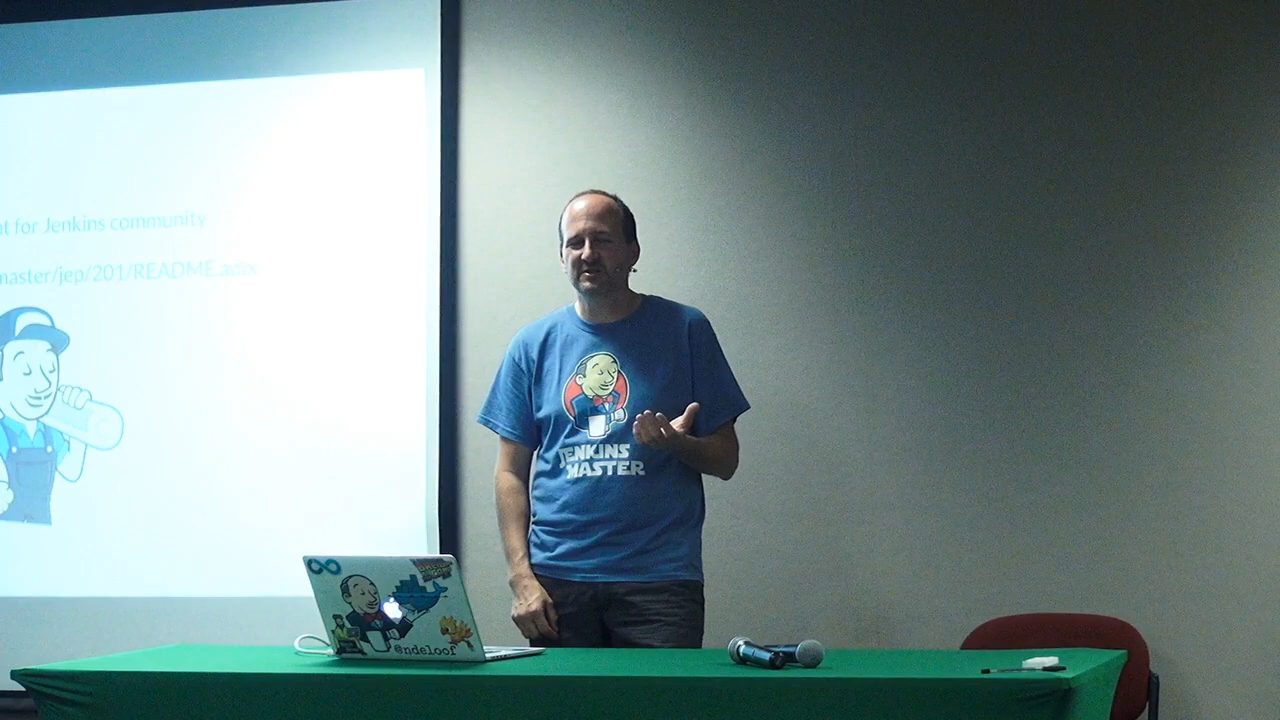 t for Jenkins community
master/jep/201/README.adoc
JENKINS
MASTER
@ndeloof